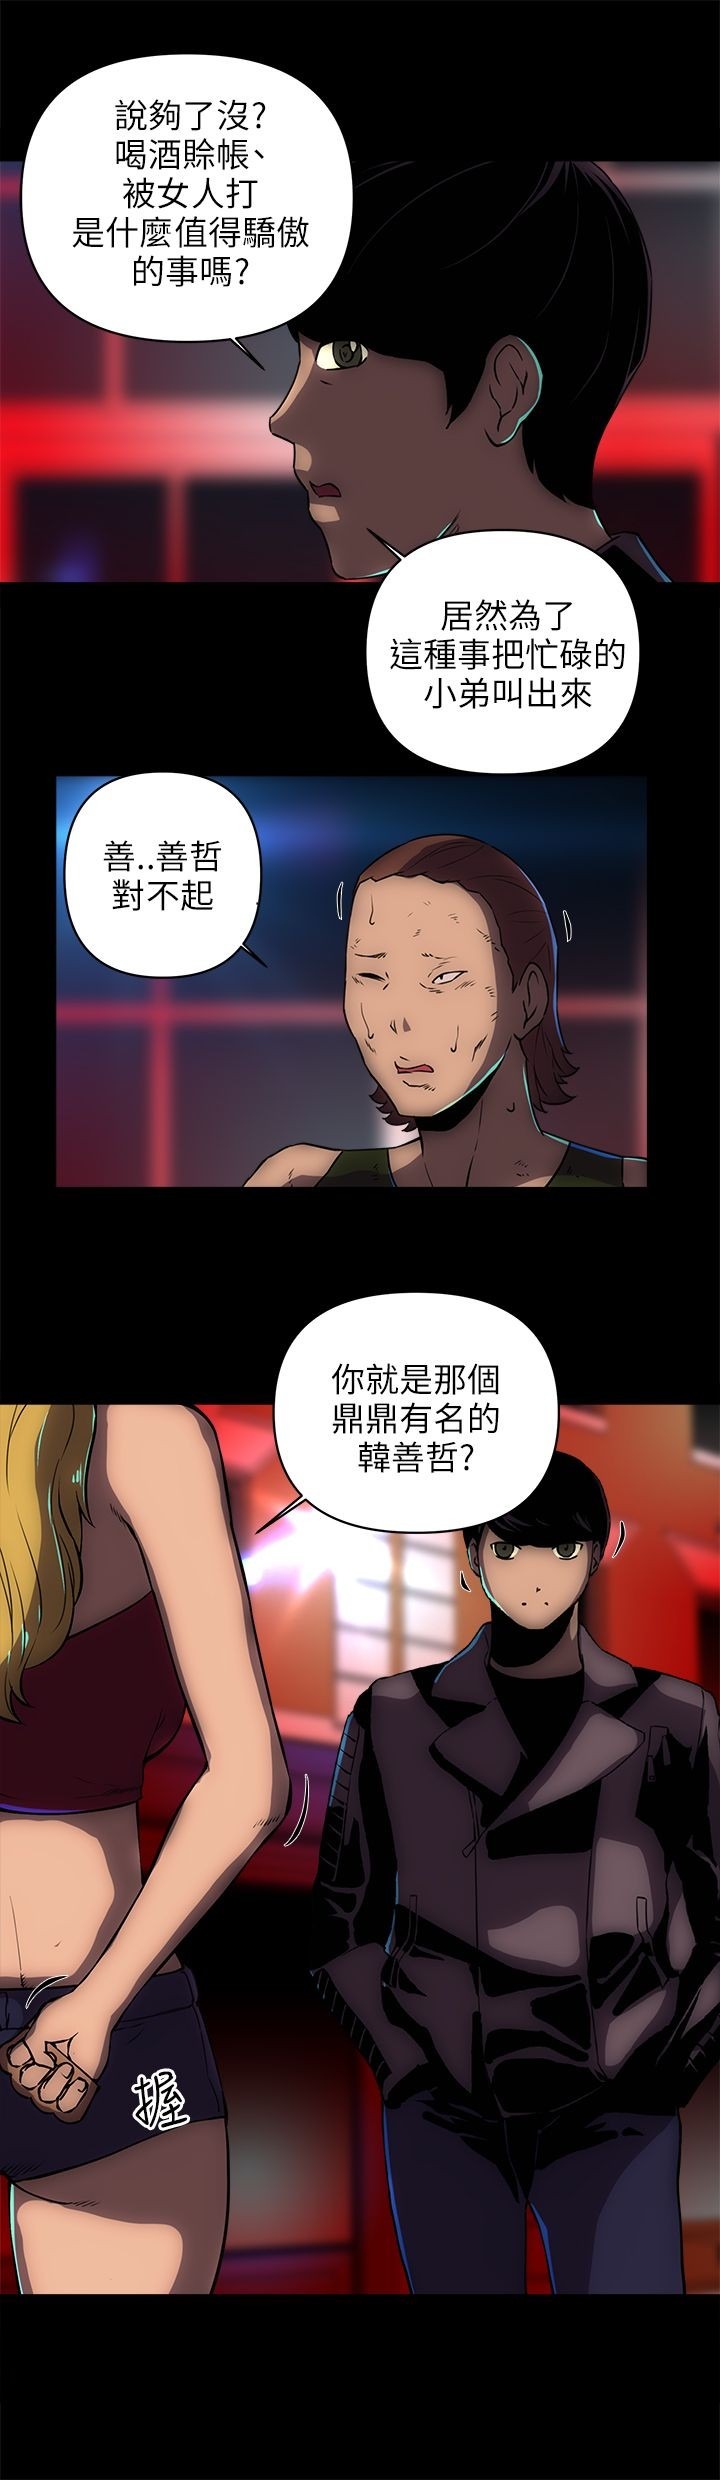 說夠了沒?
喝酒賒帳、
被女人打
是什麼值得驕傲
的事嗎?
居然為了
這種事把忙碌的
小弟叫出來
善..善哲
對不起
你就是那個
鼎鼎有名的
韓善哲?
握